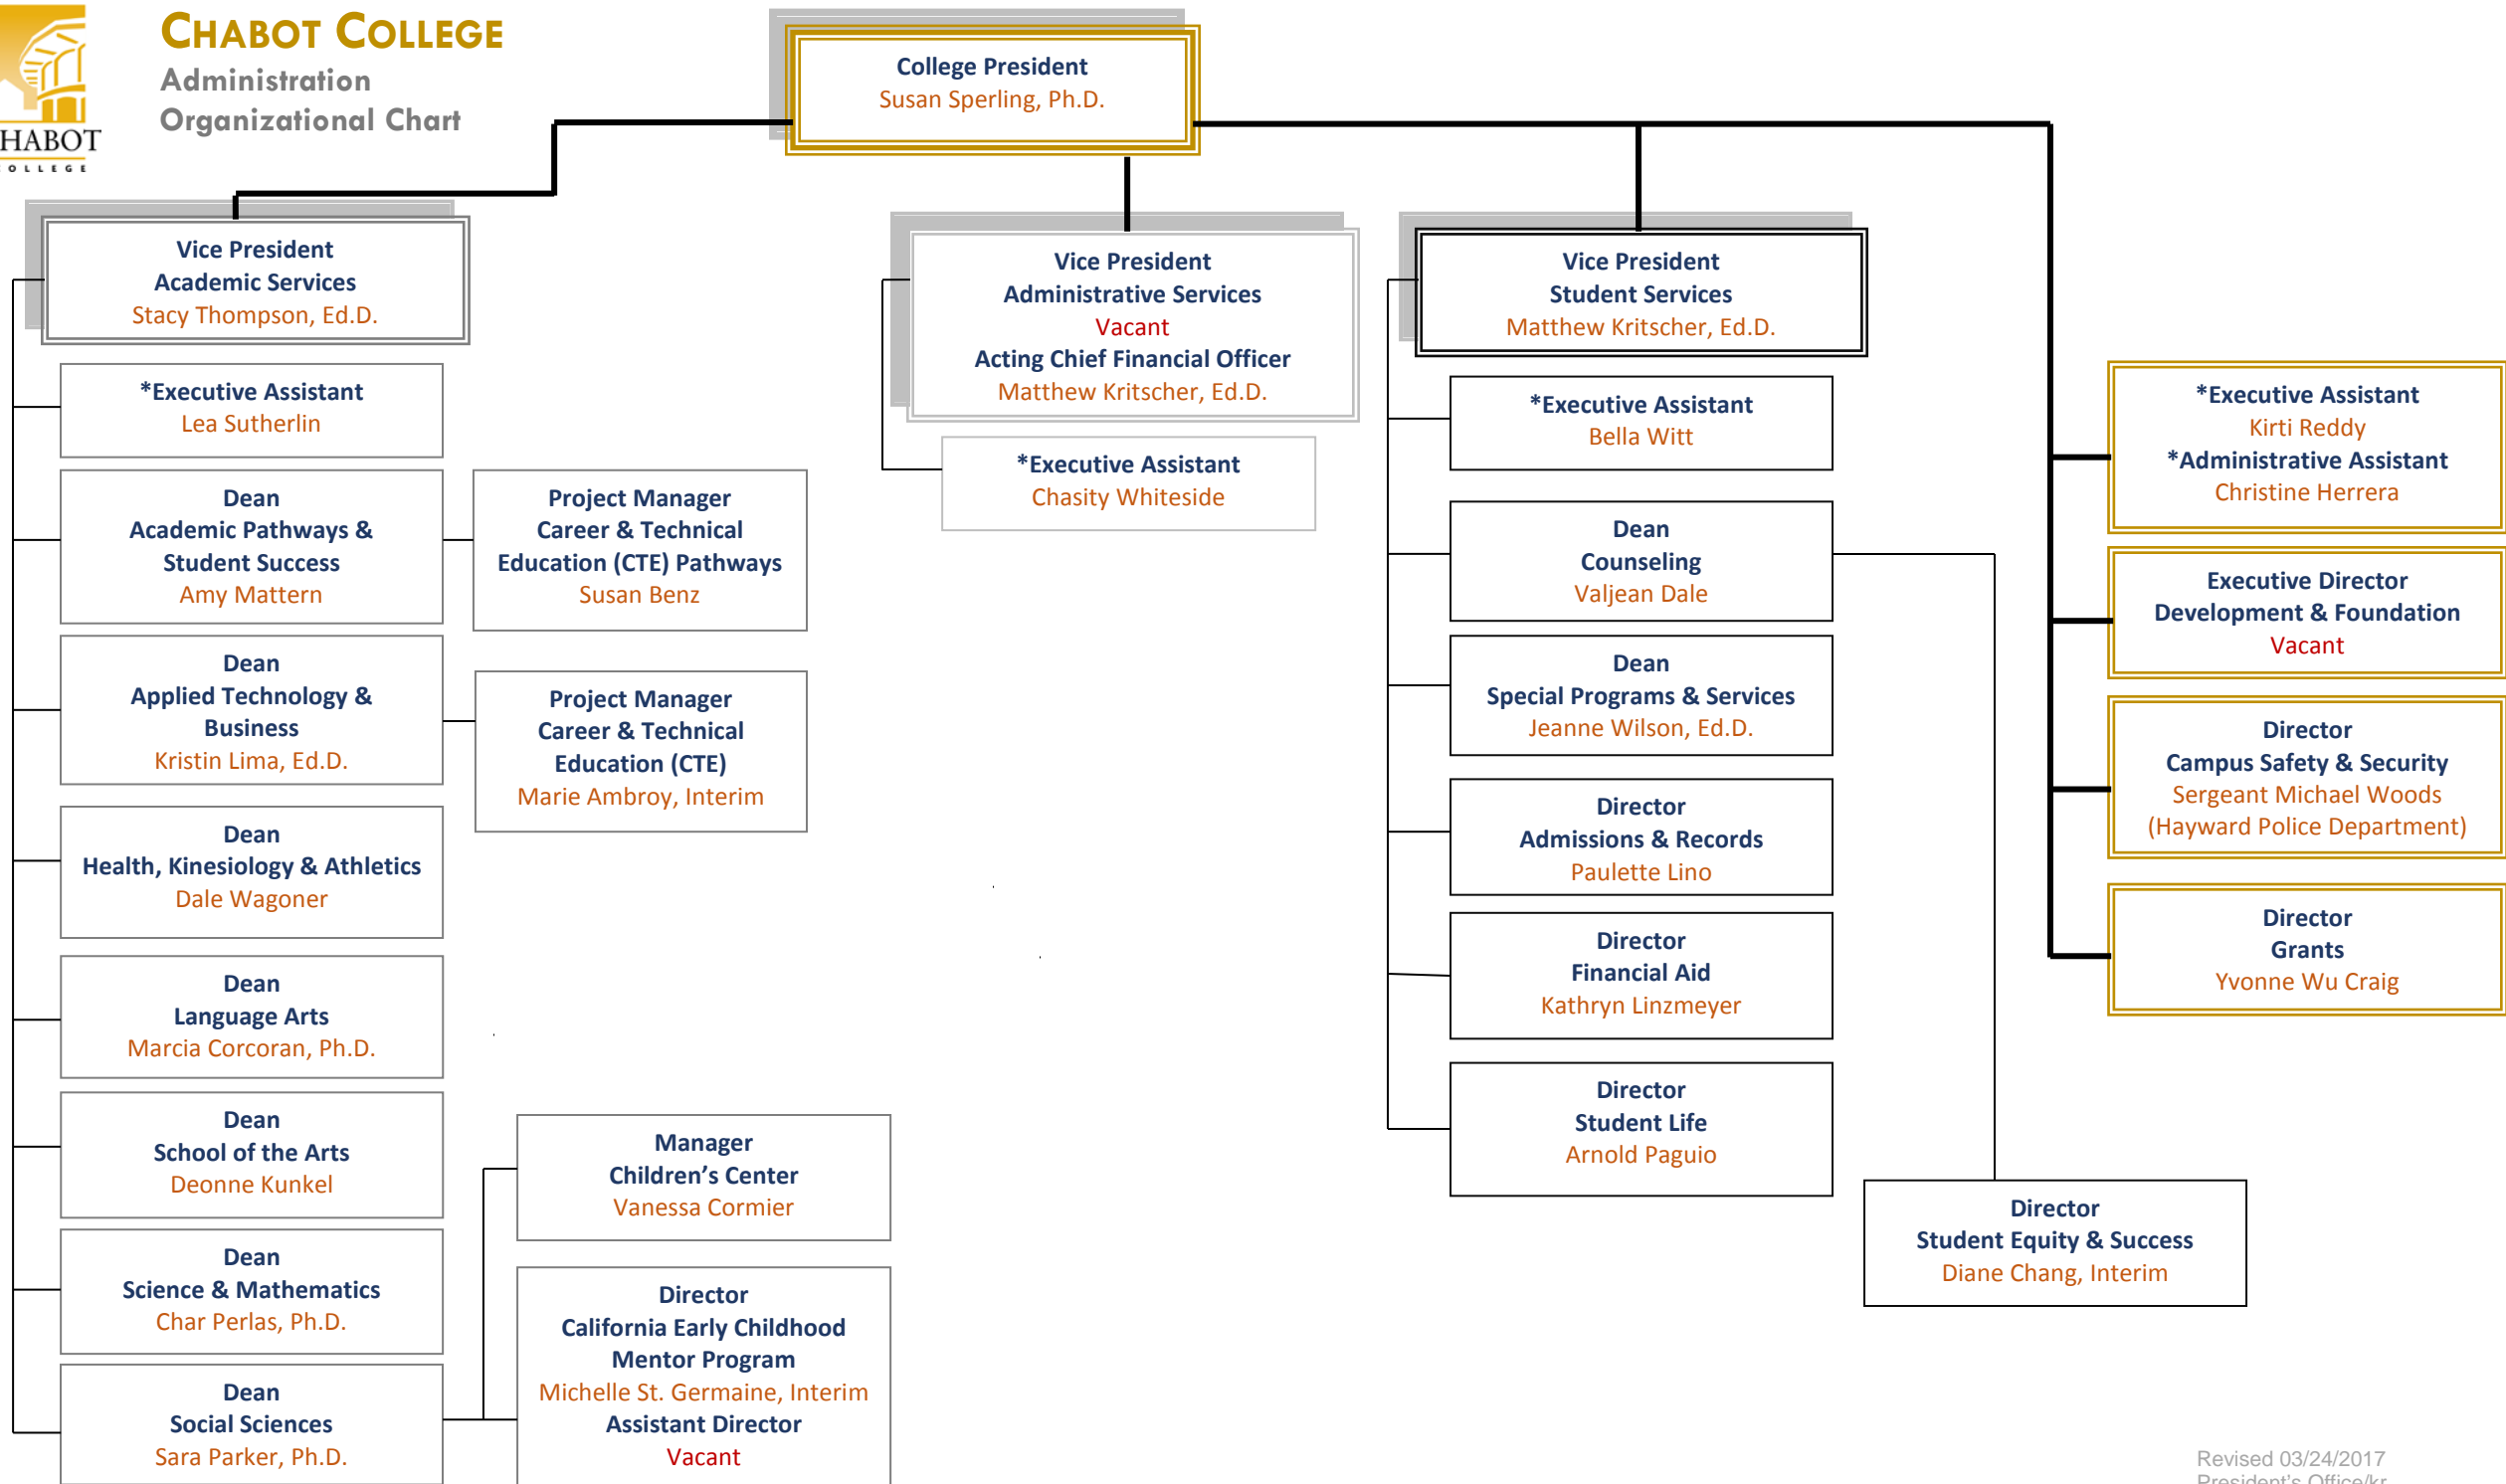 CHABOT COLLEGE
Administration
Organizational Chart
HABOT
COLLEGE
College President
Susan Sperling, Ph.D.
Vice President
Academic Services
Stacy Thompson, Ed.D.
*Executive Assistant
Lea Sutherlin
Dean
Academic Pathways &
Student Success
Amy Mattern
Project Manager
Career & Technical
Education (CTE) Pathways
Susan Benz
Dean
Applied Technology &
Business
Kristin Lima, Ed.D.
Project Manager
Career & Technical
Education (CTE)
Marie Ambroy, Interim
Dean
Health, Kinesiology & Athletics
Dale Wagoner
Dean
Language Arts
Marcia Corcoran, Ph.D.
Dean
School of the Arts
Deonne Kunkel
Dean
Science & Mathematics
Char Perlas, Ph.D.
Dean
Social Sciences
Sara Parker, Ph.D.
Manager
Children’s Center
Vanessa Cormier
Director
California Early Childhood
Mentor Program
Michelle St. Germaine, Interim
Assistant Director
Vacant
Vice President
Administrative Services
Vacant
Acting Chief Financial Officer
Matthew Kritscher, Ed.D.
*Executive Assistant
Chasity Whiteside
Vice President
Student Services
Matthew Kritscher, Ed.D.
*Executive Assistant
Bella Witt
Dean
Counseling
Valjean Dale
Dean
Special Programs & Services
Jeanne Wilson, Ed.D.
Director
Admissions & Records
Paulette Lino
Director
Financial Aid
Kathryn Linzmeyer
Director
Student Life
Arnold Paguio
Director
Student Equity & Success
Diane Chang, Interim
*Executive Assistant
Kirti Reddy
*Administrative Assistant
Christine Herrera
Executive Director
Development & Foundation
Vacant
Director
Campus Safety & Security
Sergeant Michael Woods
(Hayward Police Department)
Director
Grants
Yvonne Wu Craig
Revised 03/24/2017
President's Office/kr